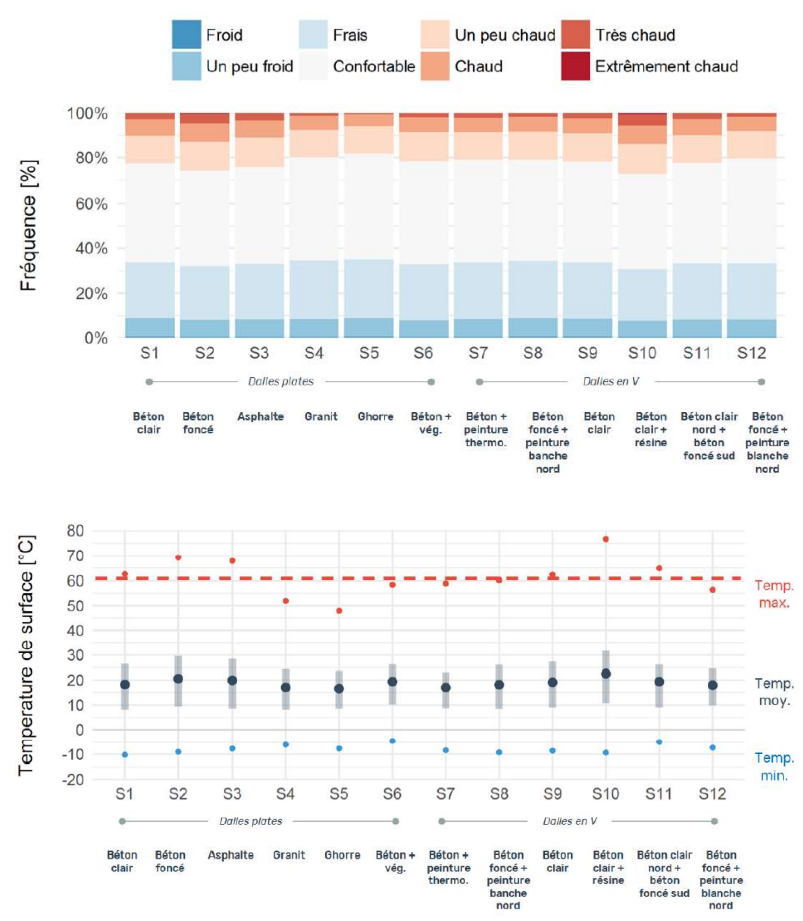 Froid Frais Un peu chaud Très chaud
Un peu froid Confortable Chaud Extrêmement chaud
Fréquence [%]
100%
80%
60%
40%
20%
0%
S1 S2 S3 S4 S5 S6 S7 S8 S9 S10 S11 S12
Dalles plates Dalles en V
Béton clair
Béton foncé
Asphalte
Granit
Ghorre
Béton + vég.
Béton + peinture thermo.
Béton foncé + peinture banche nord
Béton clair
Béton clair + résine
Béton clair nord + béton foncé sud
Béton foncé + peinture blanche nord
Temperature de surface [°C]
80
70
60
50
40
30
20
10
0
-10
-20
Temp. max.
Temp. moy.
Temp. min.
S1 S2 S3 S4 S5 S6 S7 S8 S9 S10 S11 S12
Dalles plates Dalles en V
Béton clair
Béton foncé
Asphalte
Granit
Ghorre
Béton + vég.
Béton + peinture thermo.
Béton foncé + peinture banche nord
Béton clair
Béton clair + résine
Béton clair nord + béton foncé sud
Béton foncé + peinture blanche nord